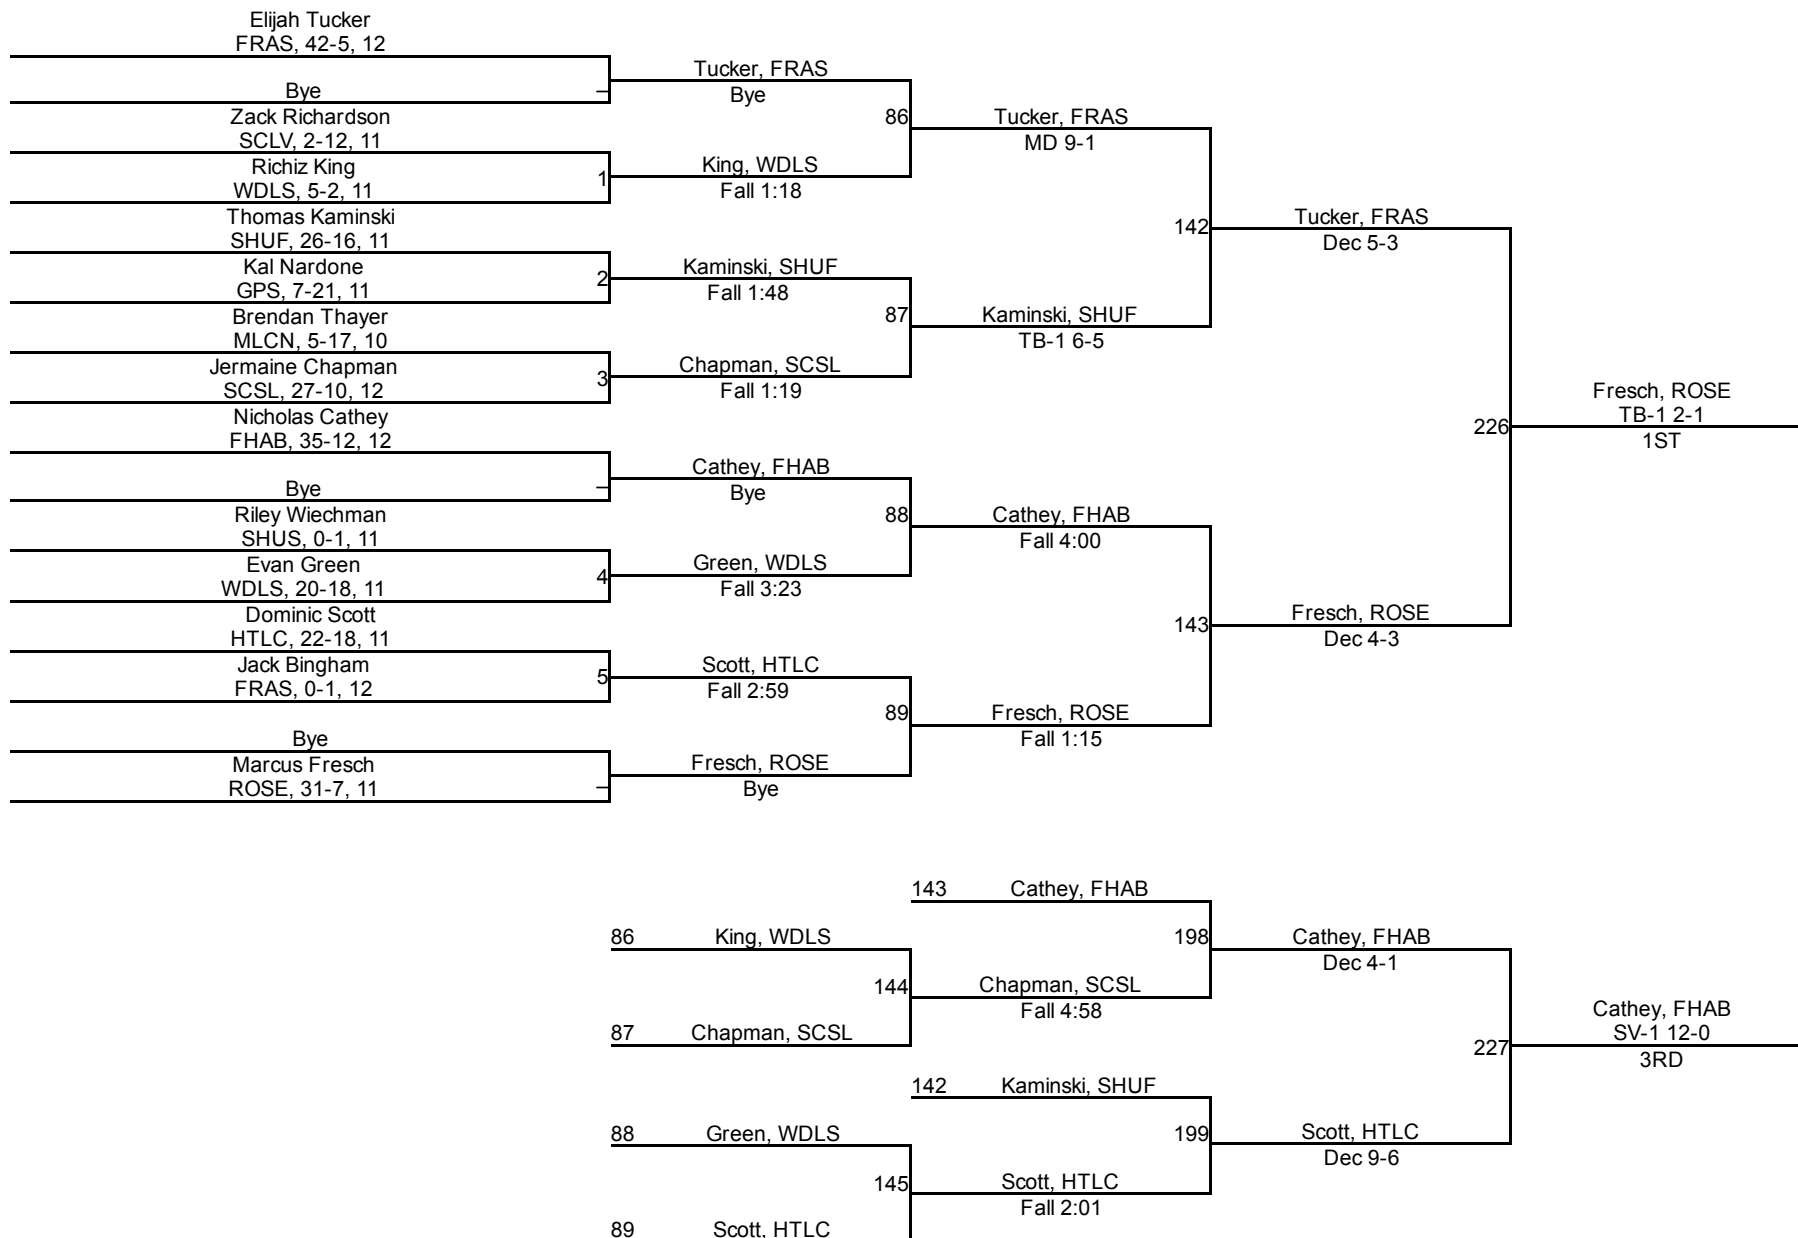 Elijah Tucker
FRAS, 42-5, 12
Bye
–
Zack Richardson
SCLV, 2-12, 11
Richiz King
WDLS, 5-2, 11
1
Thomas Kaminski
SHUF, 26-16, 11
Kal Nardone
GPS, 7-21, 11
2
Brendan Thayer
MLCN, 5-17, 10
Jermaine Chapman
SCSL, 27-10, 12
3
Nicholas Cathey
FHAB, 35-12, 12
Bye
–
Riley Wiechman
SHUS, 0-1, 11
Evan Green
WDLS, 20-18, 11
4
Dominic Scott
HTLC, 22-18, 11
Jack Bingham
FRAS, 0-1, 12
5
Bye
Marcus Fresch
ROSE, 31-7, 11
–
Tucker, FRAS
Bye
86
King, WDLS
Fall 1:18
Kaminski, SHUF
Fall 1:48
87
Chapman, SCSL
Fall 1:19
Cathey, FHAB
Bye
88
Green, WDLS
Fall 3:23
Scott, HTLC
Fall 2:59
89
Fresch, ROSE
Bye
Tucker, FRAS
MD 9-1
142
Kaminski, SHUF
TB-1 6-5
Cathey, FHAB
Fall 4:00
143
Fresch, ROSE
Fall 1:15
Tucker, FRAS
Dec 5-3
226
Fresch, ROSE
Dec 4-3
Fresch, ROSE
TB-1 2-1
1ST
143 Cathey, FHAB
86 King, WDLS
144
87 Chapman, SCSL
198
Chapman, SCSL
Fall 4:58
142 Kaminski, SHUF
88 Green, WDLS
145
89 Scott, HTLC
199
Scott, HTLC
Fall 2:01
Cathey, FHAB
Dec 4-1
227
Scott, HTLC
Dec 9-6
Cathey, FHAB
SV-1 12-0
3RD